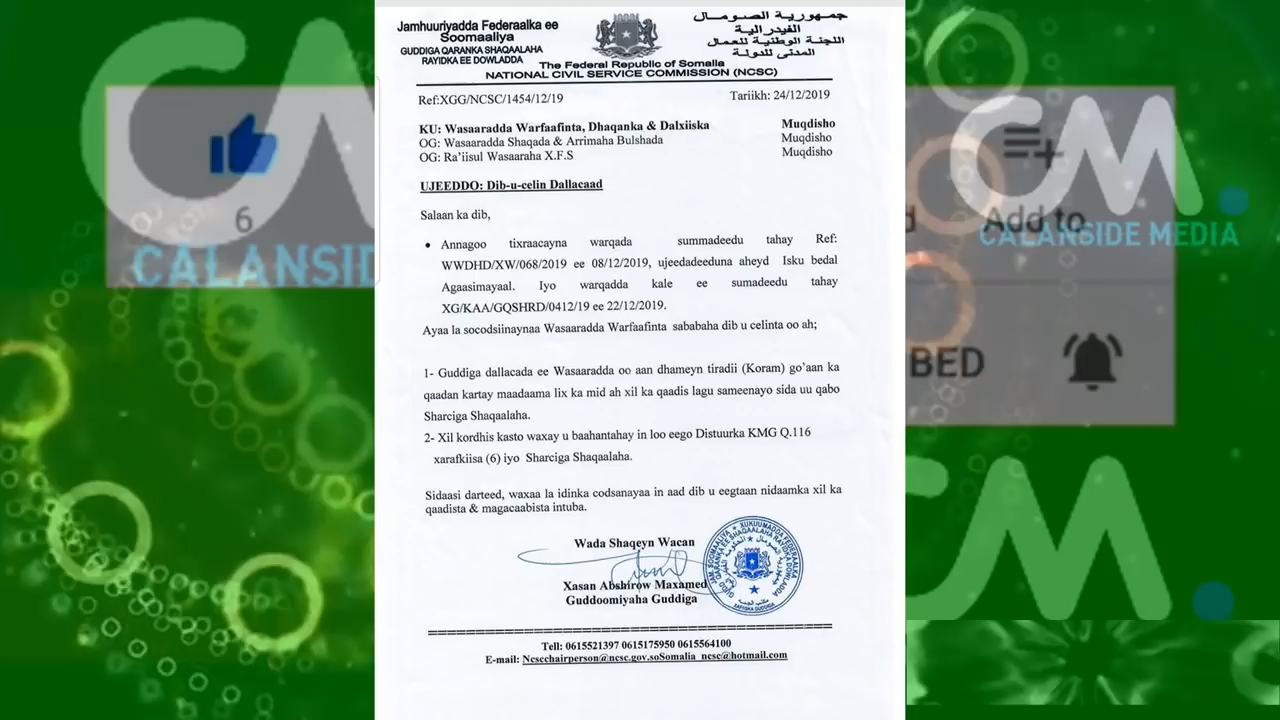 Jamhuuriyadda Federaalka ee
Soomaaliya
GUDDIGA QARANKA SHAQAALAHA
RAYIDKA EE DOWLADDA
جمهورية الصومال
الفيدرالية
اللجنة الوطنية للعمال
المدنى للدولة
The Federal Republic of Somalia
NATIONAL CIVIL SERVICE COMMISSION (NCSC)
Ref:XGG/NCSC/1454/12/19 Tariikh: 24/12/2019
KU: Wasaaradda Warfaafinta, Dhaqanka & Dalxiiska Muqdisho
OG: Wasaaradda Shaqada & Arrimaha Bulshada Muqdisho
OG: Ra'iisul Wasaaraha X.F.S Muqdisho
UJEEDDO: Dib-u-celin Dallacaad
Salaan ka dib,
• Annagoo tixraacayna warqada summadeedu tahay Ref:
WWDHD/XW/068/2019 ee 08/12/2019, ujeedadeeduna aheyd Isku bedal
Agaasimayaal. Iyo warqadda kale ee sumadeedu tahay
XG/KAA/GQSHRD/0412/19 ee 22/12/2019.
Ayaa la socodsiinaynaa Wasaaradda Warfaafinta sababaha dib u celinta oo ah;
1- Guddiga dallacada ee Wasaaradda oo aan dhameyn tiradii (Koram) go'aan ka
qaadan kartay maadaama lix ka mid ah xil ka qaadis lagu sameenayo sida uu qabo
Sharciga Shaqaalaha.
2- Xil kordhis kasto waxay u baahantahay in loo eego Distuurka KMG Q.116
xarafkiisa (6) iyo Sharciga Shaqaalaha.
Sidaasi darteed, waxaa la idinka codsanayaa in aad dib u eegtaan nidaamka xil ka
qaadista & magacaabista intuba.
Wada Shaqeyn Wacan
Xasan Abshirow Maxamed
Guddoomiyaha Guddiga
Tell: 0615521397 0615175950 0615564100
E-mail: Ncscchairperson@ncsc.gov.soSomalia_ncsc@hotmail.com
CM
6
CALANSID
CM.
Add to
CALANSIDE MEDIA
BED
CM